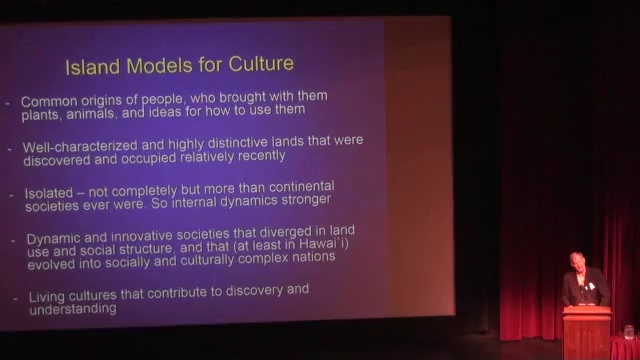 Island Models for Culture
- Common origins of people, who brought with them
plants, animals, and ideas for how to use them
- Well-characterized and highly distinctive lands that were
discovered and occupied relatively recently
- Isolated – not completely but more than continental
societies ever were. So internal dynamics stronger
- Dynamic and innovative societies that diverged in land
use and social structure, and that (at least in Hawai`i)
evolved into socially and culturally complex nations
- Living cultures that contribute to discovery and
understanding